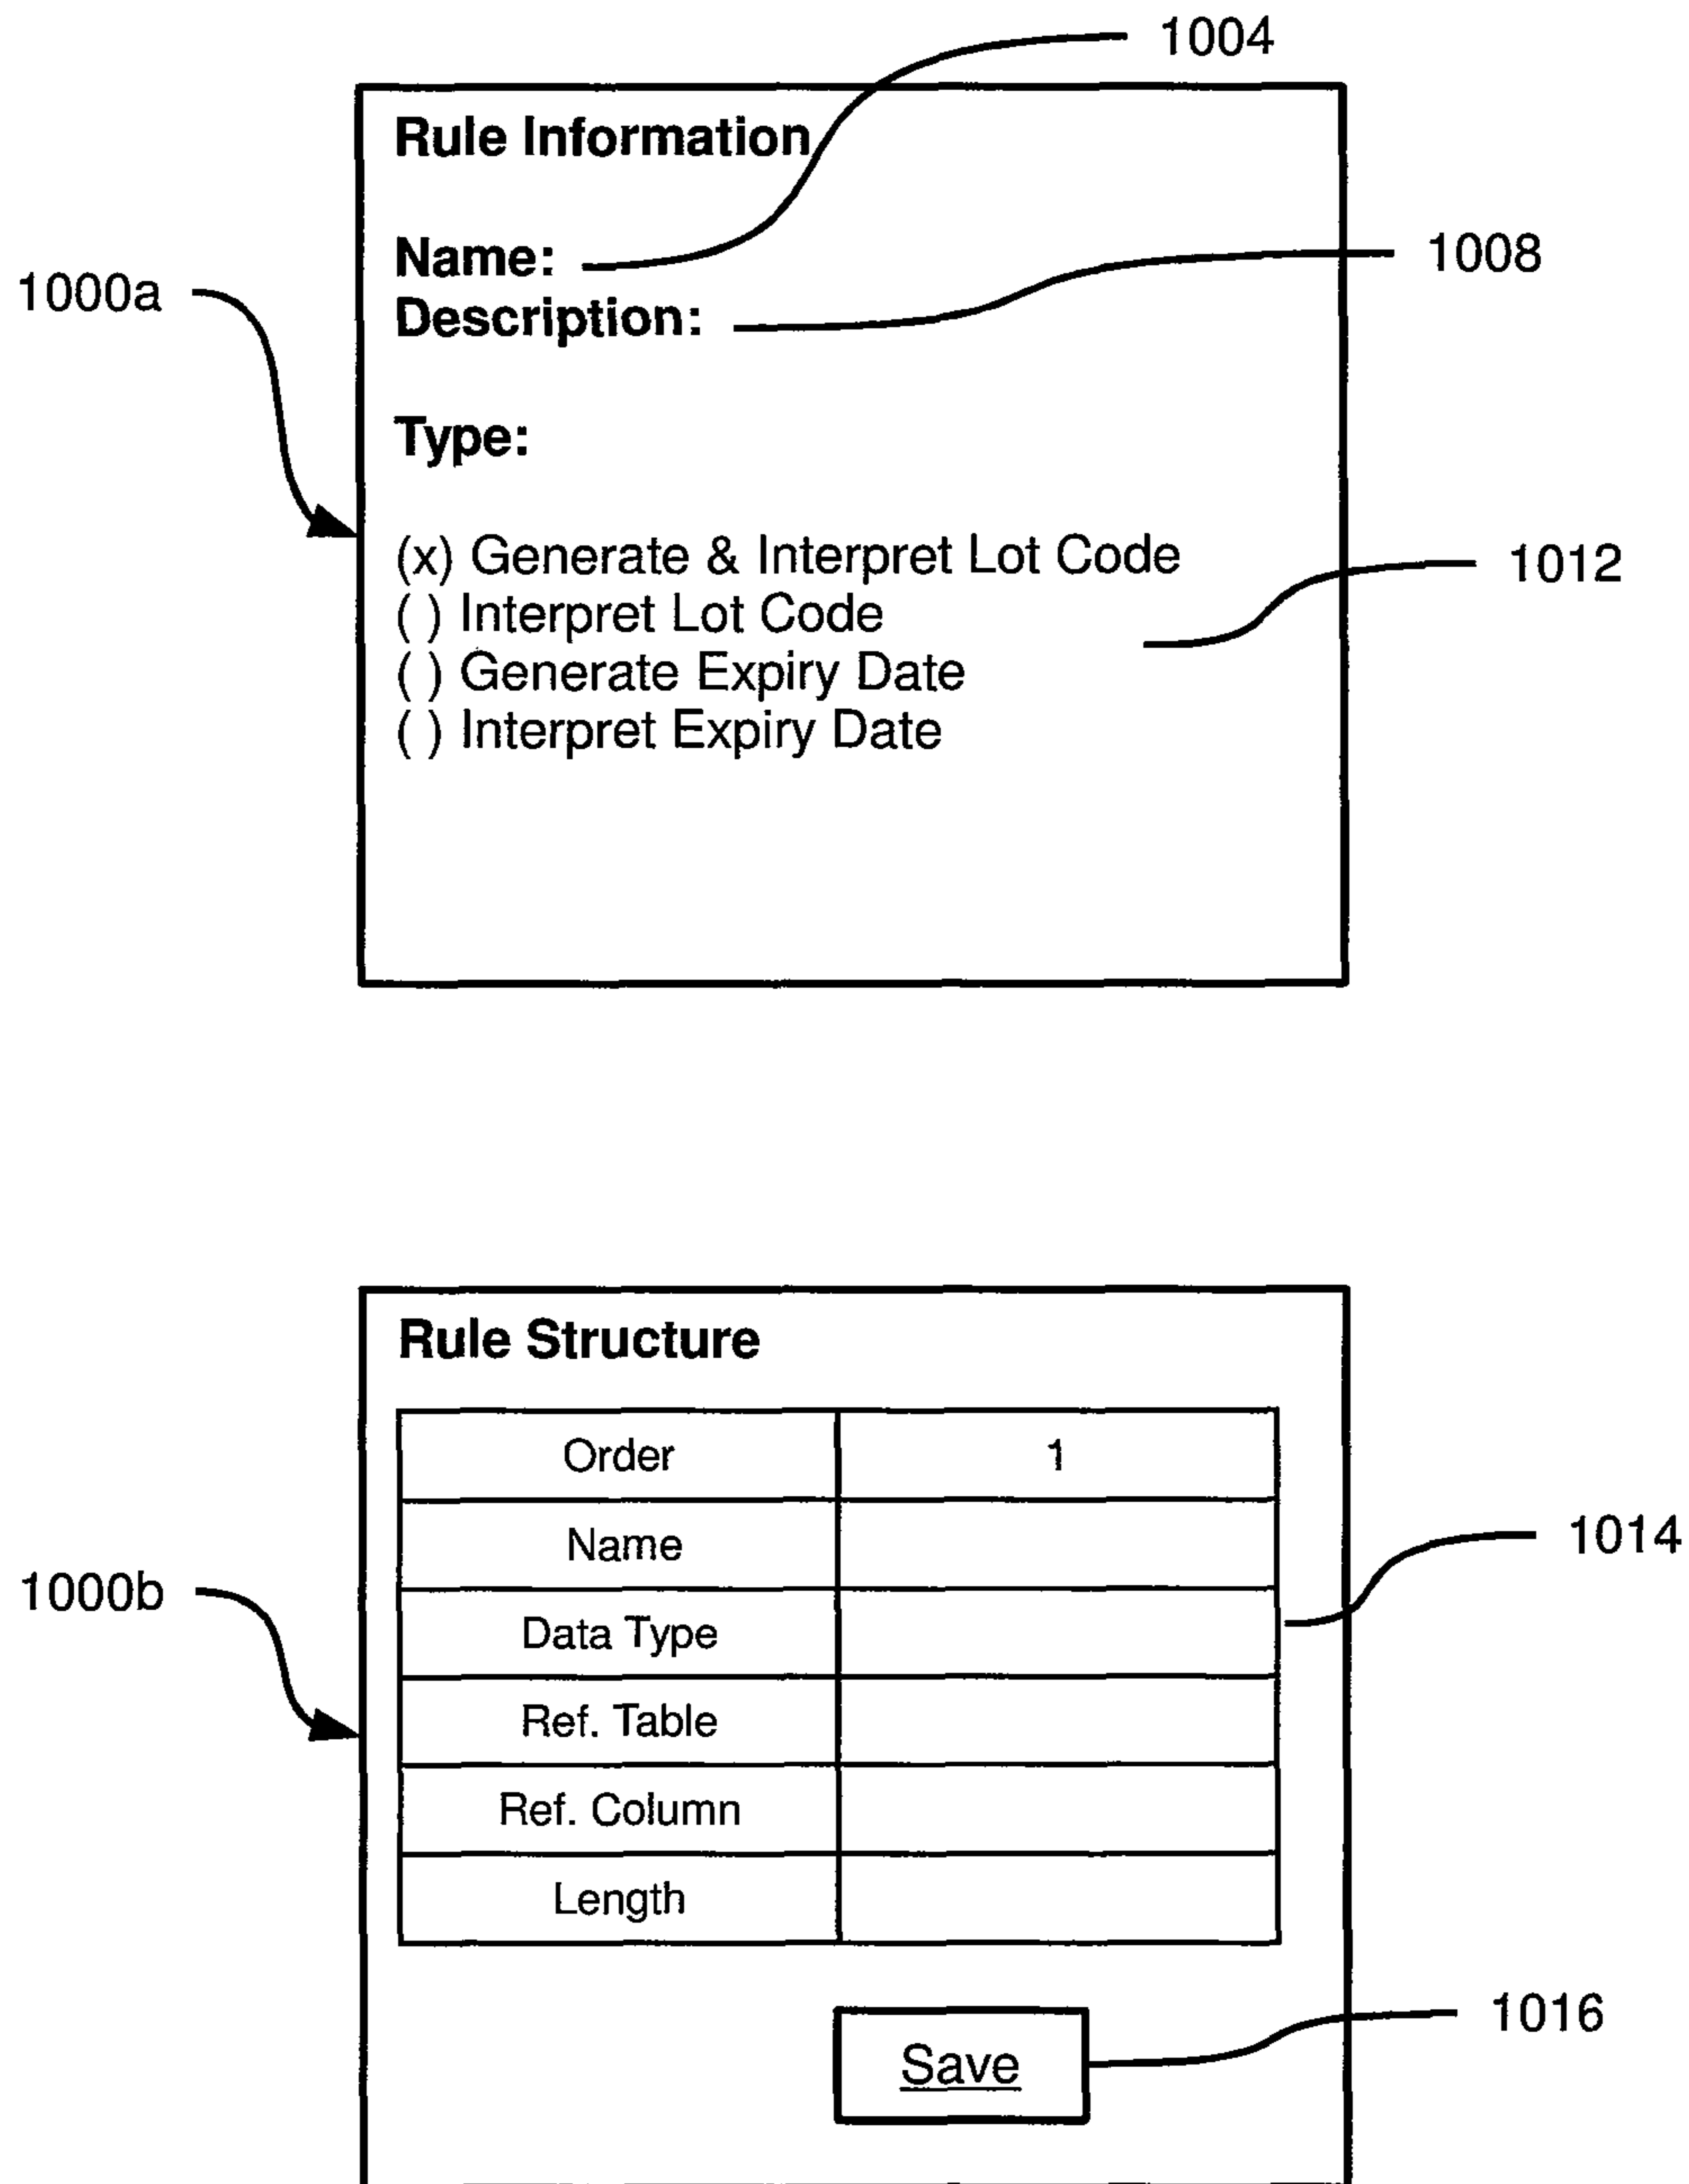 1004
Rule Information
Name:
1008
1000a
Description:
Type:
(x) Generate & Interpret Lot Code
1012
( ) Interpret Lot Code
( ) Generate Expiry Date
( ) Interpret Expiry Date
Rule Structure
Order 1
Name
1014
1000b
Data Type
Ref. Table
Ref. Column
Length
1016
Save